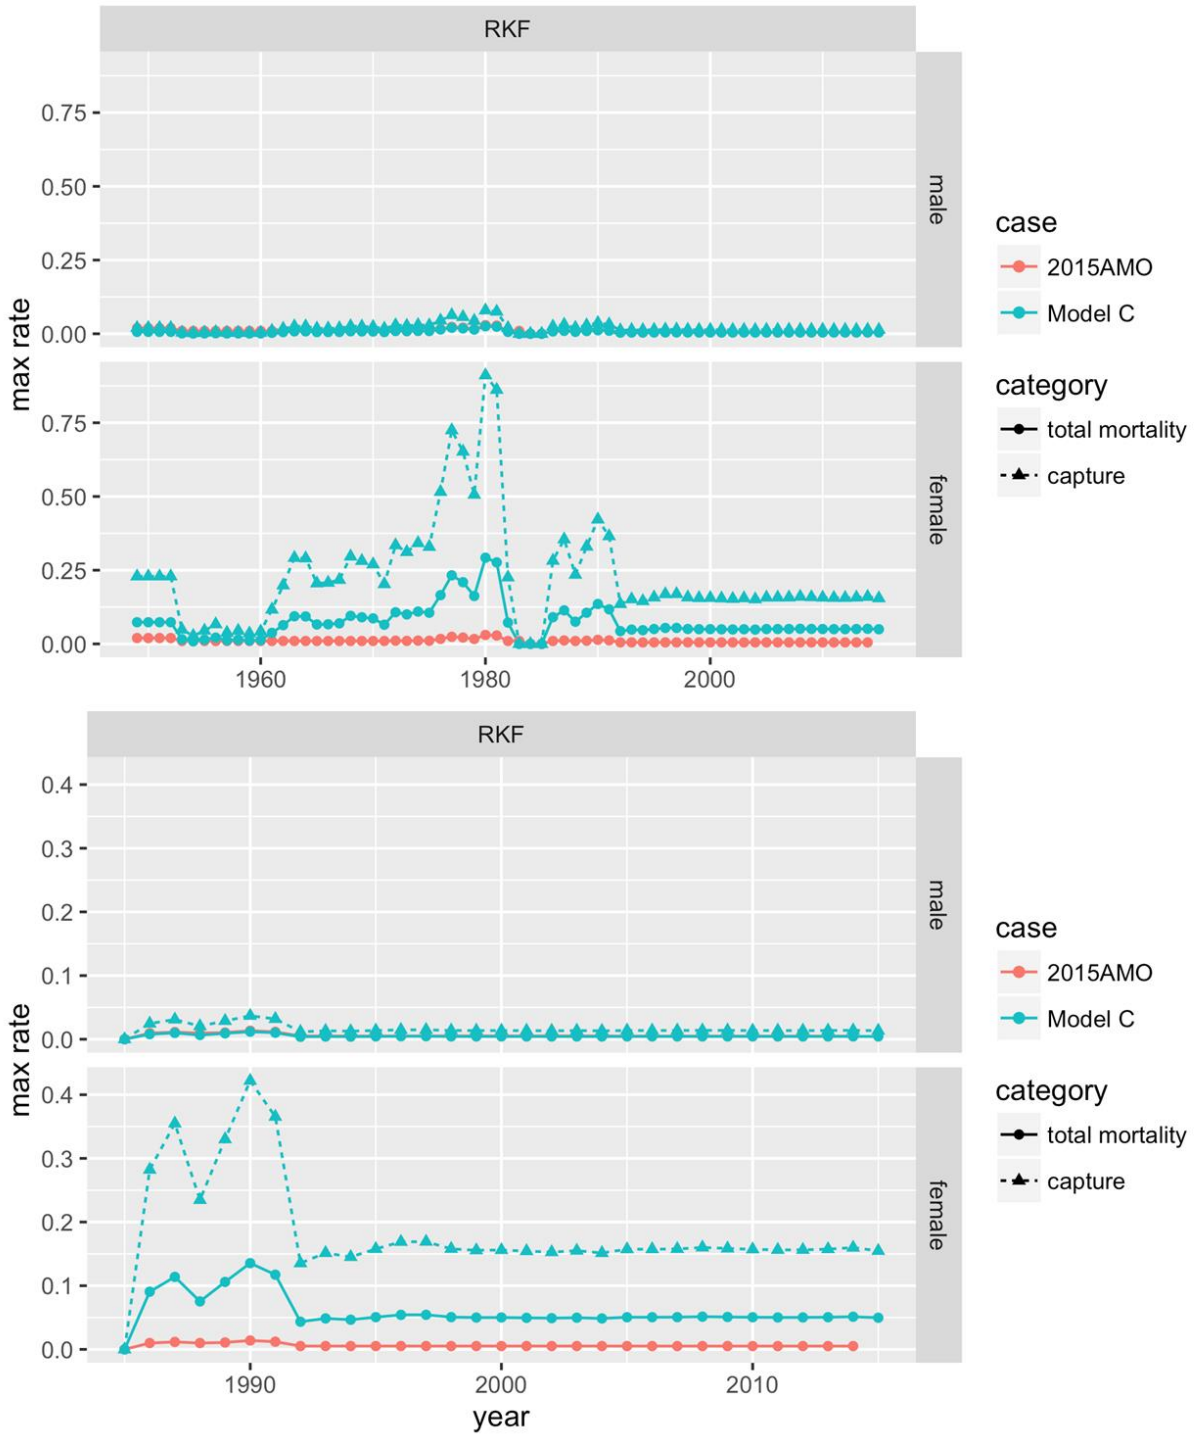 RKF
0.75
0.50
0.25
0.00
male
0.75
0.50
0.25
0.00
female
max rate
1960 1980 2000
case
2015AMO
Model C
category
total mortality
capture
RKF
0.4
0.3
0.2
0.1
0.0
male
0.4
0.3
0.2
0.1
0.0
female
max rate
1990 2000 2010
year
case
2015AMO
Model C
category
total mortality
capture